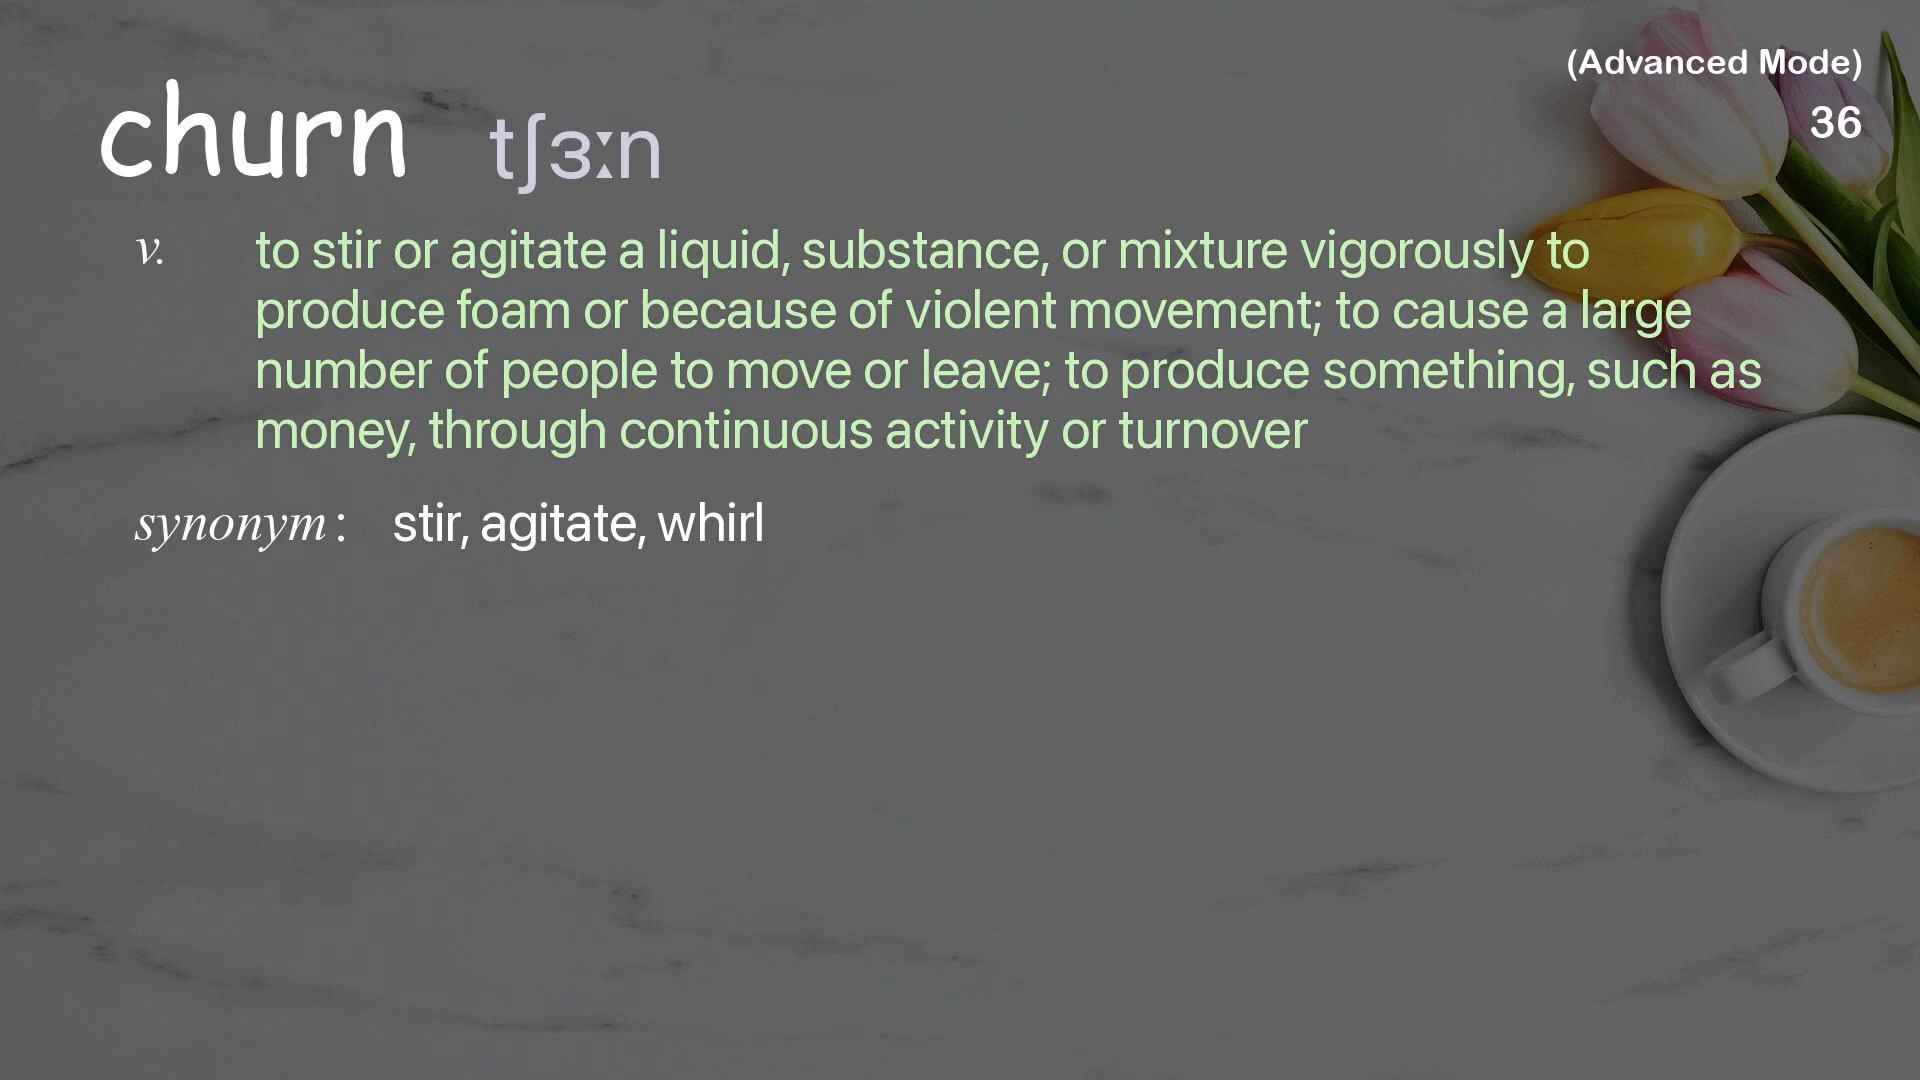 (Advanced Mode)
churn tʃɜːn
36
v. to stir or agitate a liquid, substance, or mixture vigorously to
produce foam or because of violent movement; to cause a large
number of people to move or leave; to produce something, such as
money, through continuous activity or turnover
synonym: stir, agitate, whirl